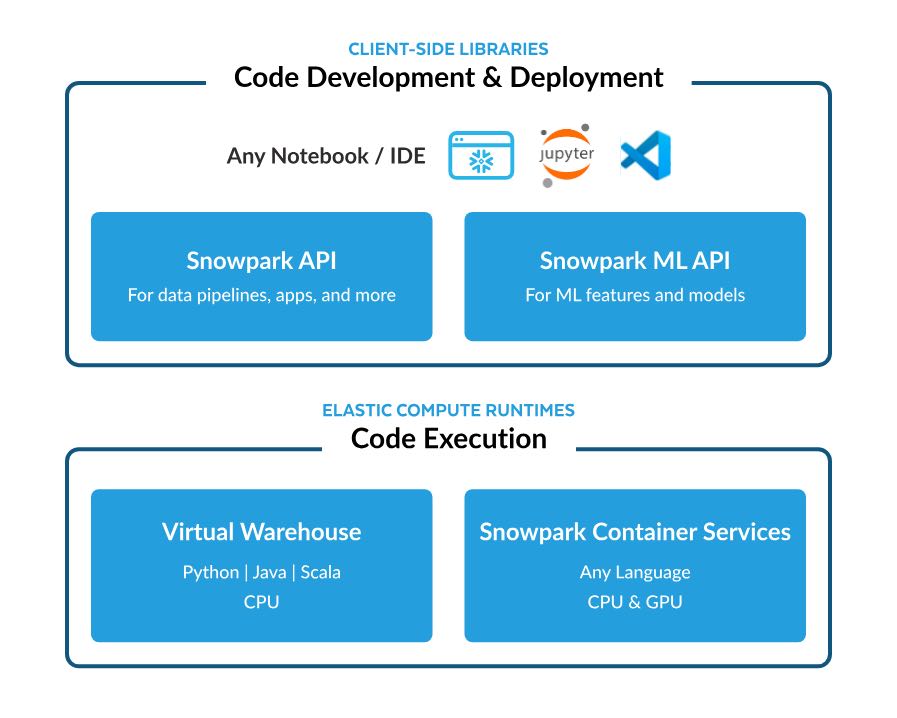 CLIENT-SIDE LIBRARIES
Code Development & Deployment
Any Notebook / IDE
jupyter
Snowpark API
For data pipelines, apps, and more
Snowpark ML API
For ML features and models
ELASTIC COMPUTE RUNTIMES
Code Execution
Virtual Warehouse
Python | Java | Scala
CPU
Snowpark Container Services
Any Language
CPU & GPU